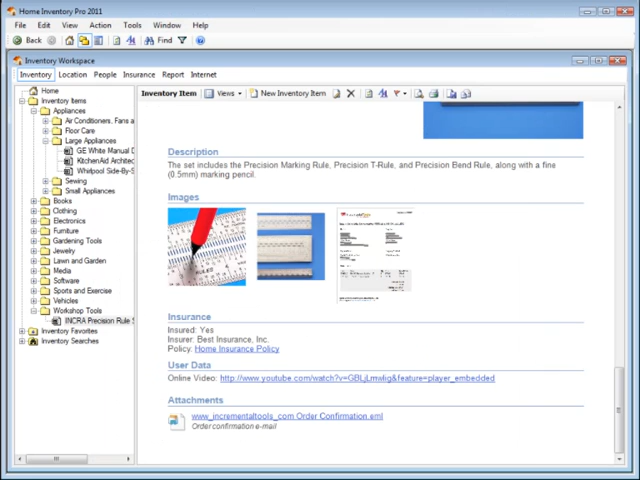 Home Inventory Pro 2011
File Edit View Action Tools Window Help
Back Find
Inventory Workspace
Inventory Location People Insurance Report Internet
Home
Inventory Items
Appliances
Air Conditioners, Fans a
Floor Care
Large Appliances
GE White Manual D
KitchenAid Architec
Whirlpool Side-By-S
Sewing
Small Appliances
Books
Clothing
Electronics
Furniture
Gardening Tools
Jewelry
Lawn and Garden
Media
Software
Sports and Exercise
Vehicles
Workshop Tools
INCRA Precision Rule S
Inventory Favorites
Inventory Searches
Inventory Item Views New Inventory Item
Description
The set includes the Precision Marking Rule, Precision T-Rule, and Precision Bend Rule, along with a fine
(0.5mm) marking pencil.
Images
RULES
Insurance
Insured: Yes
Insurer: Best Insurance, Inc.
Policy: Home Insurance Policy
User Data
Online Video: http://www.youtube.com/watch?v=GBLjLmwlig&feature=player_embedded
Attachments
www_incrementaltools_com Order Confirmation.eml
Order confirmation e-mail